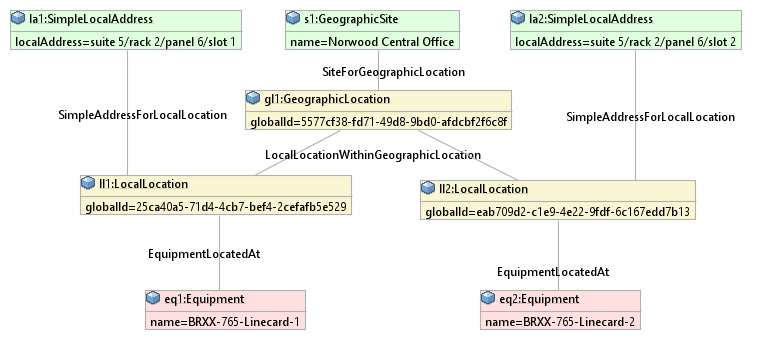 la1:SimpleLocalAddress
localAddress=suite 5/rack 2/panel 6/slot 1
s1:GeographicSite
name=Norwood Central Office
la2:SimpleLocalAddress
localAddress=suite 5/rack 2/panel 6/slot 2
SiteForGeographicLocation
gl1:GeographicLocation
globalId=5577cf38-fd71-49d8-9bd0-afdcbf2f6c8f
SimpleAddressForLocalLocation
SimpleAddressForLocalLocation
LocalLocationWithinGeographicLocation
ll1:LocalLocation
globalId=25ca40a5-71d4-4cb7-bef4-2cefafb5e529
ll2:LocalLocation
globalId=eab709d2-c1e9-4e22-9fdf-6c167edd7b13
EquipmentLocatedAt
EquipmentLocatedAt
eq1:Equipment
name=BRXX-765-Linecard-1
eq2:Equipment
name=BRXX-765-Linecard-2